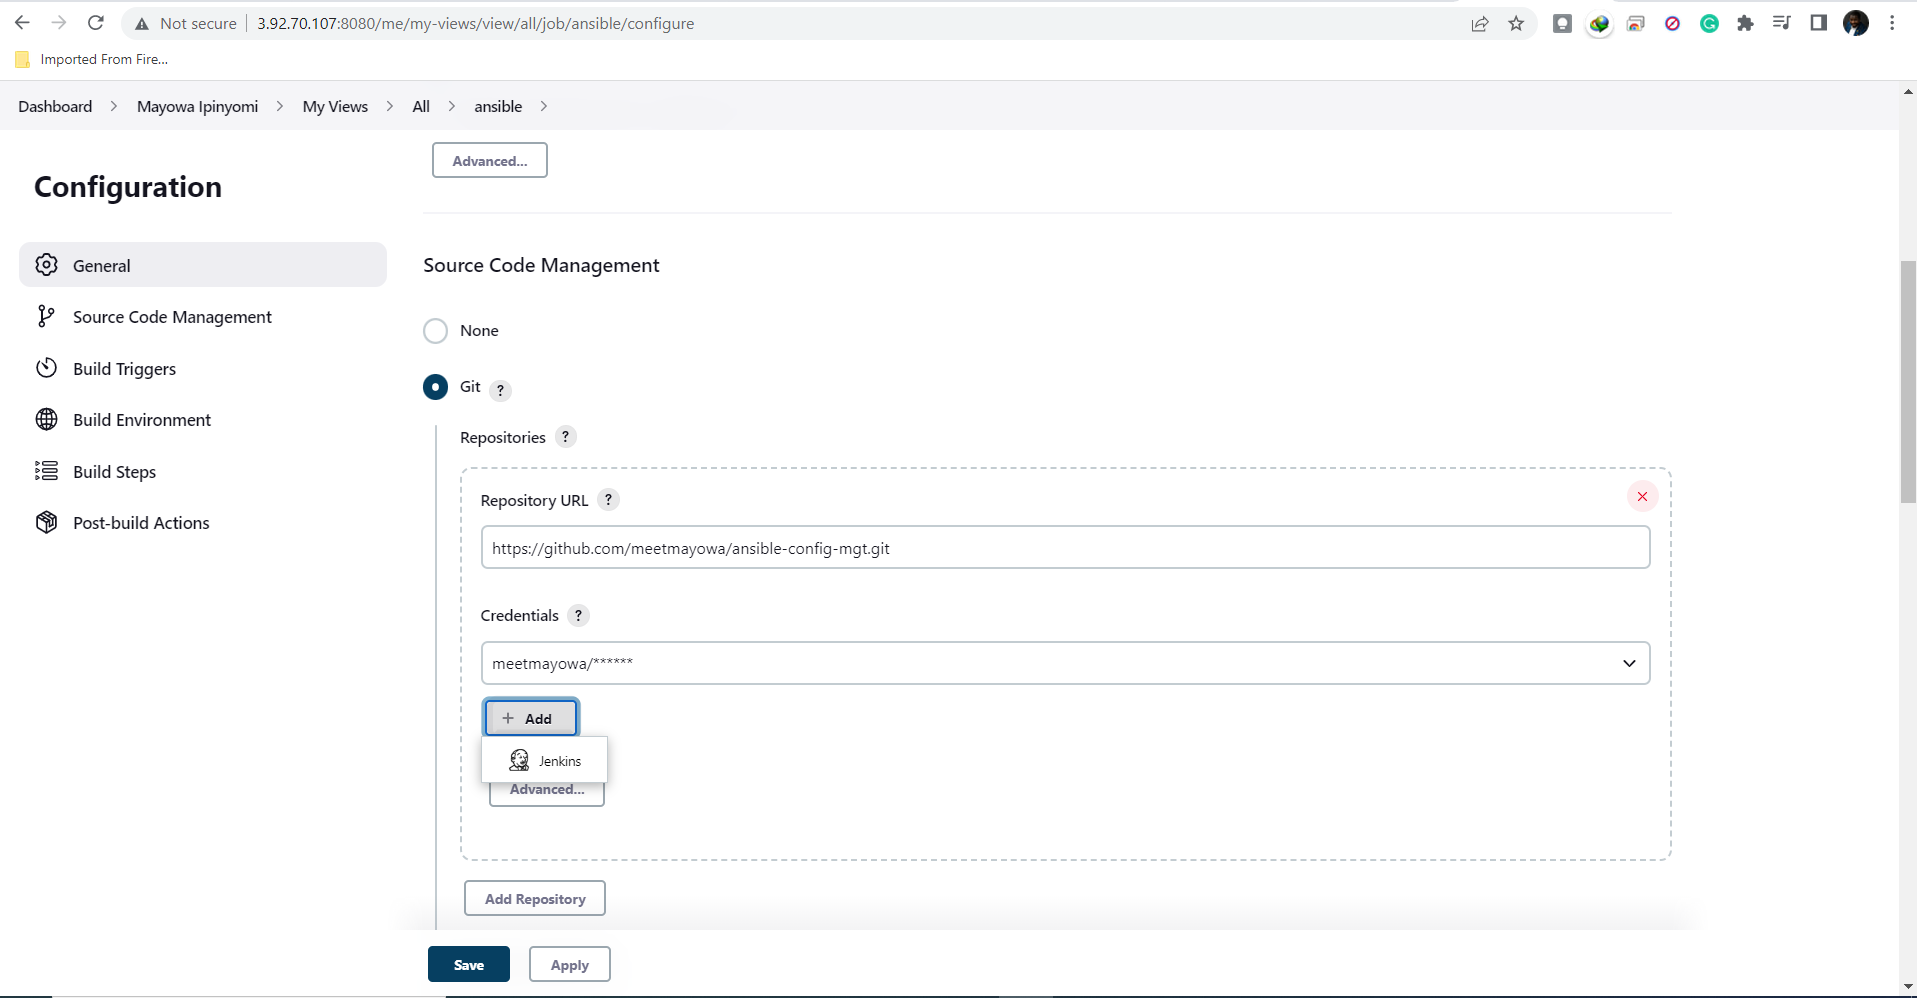 Not secure 3.92.70.107:8080/me/my-views/view/all/job/ansible/configure
Imported From Fire...
Dashboard Mayowa Ipinyomi My Views All ansible
Advanced...
Configuration
General
Source Code Management
Build Triggers
Build Environment
Build Steps
Post-build Actions
Source Code Management
None
Git ?
Repositories ?
Repository URL ?
https://github.com/meetmayowa/ansible-config-mgt.git
Credentials ?
meetmayowa/******
+ Add
Jenkins
Advanced...
Add Repository
Save Apply